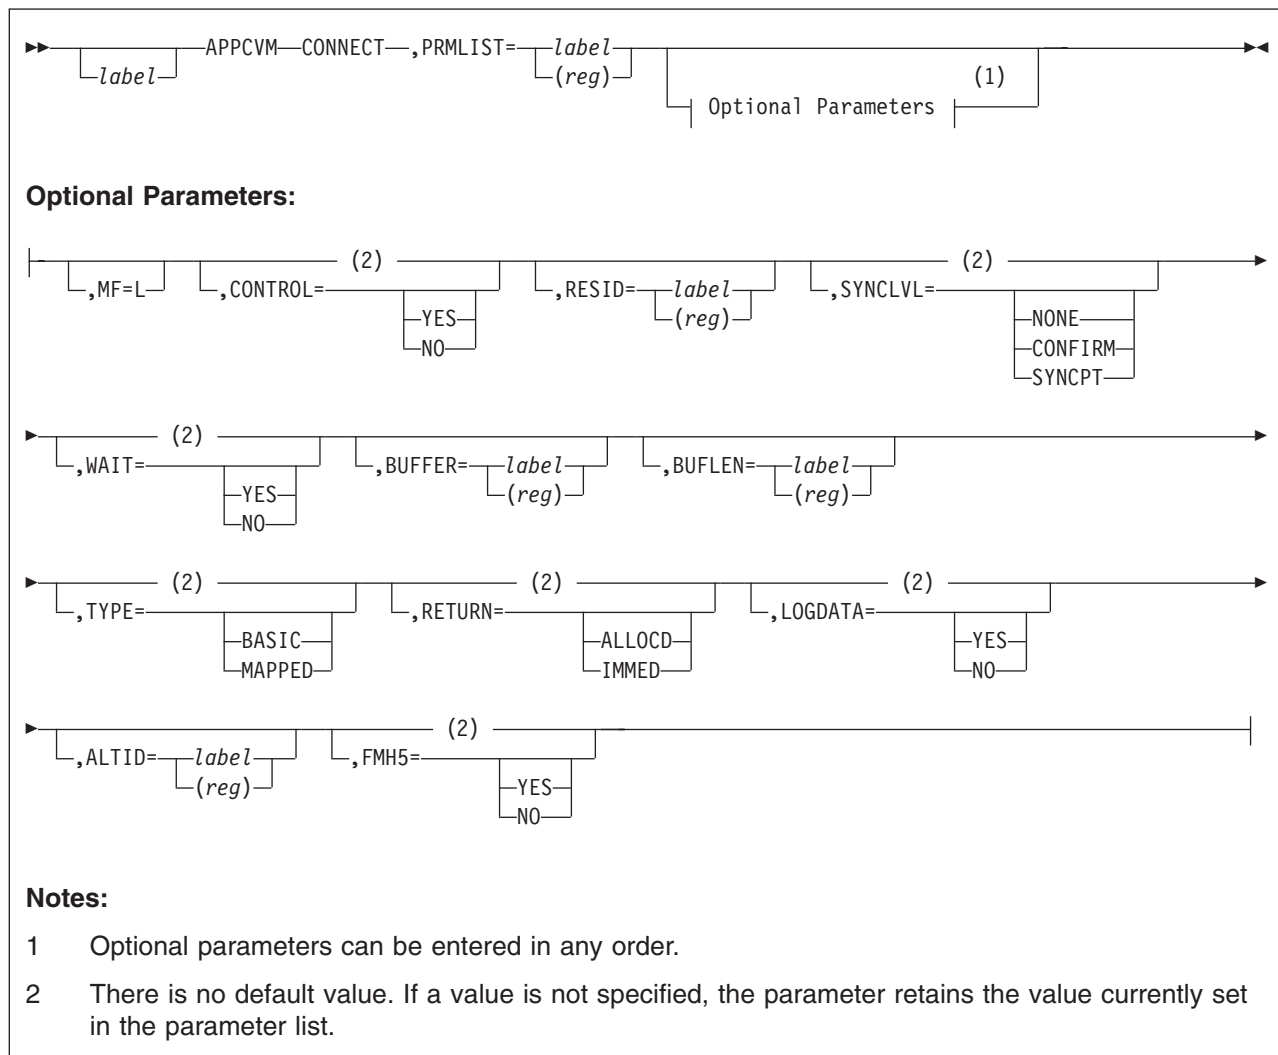 APPCVM CONNECT ,PRMLIST= label
label (reg) (1)
Optional Parameters
Optional Parameters:
(2) (2)
,MF=L ,CONTROL= ,RESID= label ,SYNCLVL=
YES (reg) NONE
NO CONFIRM
SYNCPT
(2)
,WAIT= ,BUFFER= label ,BUFLEN= label
YES (reg) (reg)
NO
(2) (2) (2)
,TYPE= ,RETURN= ,LOGDATA=
BASIC ALLOCD YES
MAPPED IMMED NO
(2)
,ALTID= label ,FMH5=
(reg) YES
NO
Notes:
1 Optional parameters can be entered in any order.
2 There is no default value. If a value is not specified, the parameter retains the value currently set
in the parameter list.